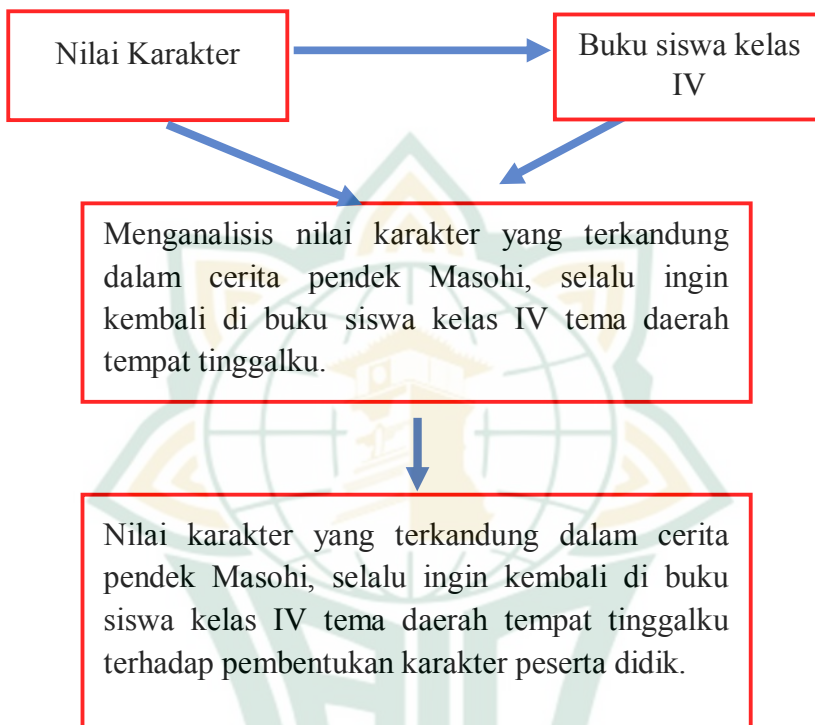 Nilai Karakter
Buku siswa kelas
IV
Menganalisis nilai karakter yang terkandung
dalam cerita pendek Masohi, selalu ingin
kembali di buku siswa kelas IV tema daerah
tempat tinggalku.
Nilai karakter yang terkandung dalam cerita
pendek Masohi, selalu ingin kembali di buku
siswa kelas IV tema daerah tempat tinggalku
terhadap pembentukan karakter peserta didik.